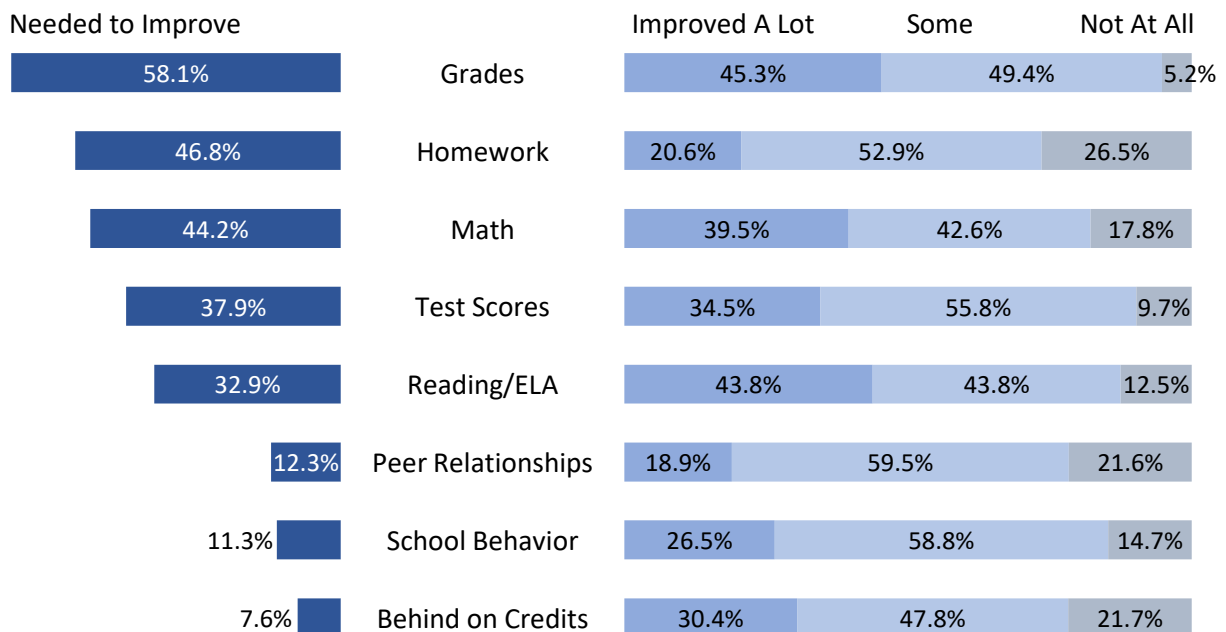 Needed to Improve Improved A Lot Some Not At All
58.1% Grades 45.3% 49.4% 5.2%
46.8% Homework 20.6% 52.9% 26.5%
44.2% Math 39.5% 42.6% 17.8%
37.9% Test Scores 34.5% 55.8% 9.7%
32.9% Reading/ELA 43.8% 43.8% 12.5%
12.3% Peer Relationships 18.9% 59.5% 21.6%
11.3% School Behavior 26.5% 58.8% 14.7%
7.6% Behind on Credits 30.4% 47.8% 21.7%